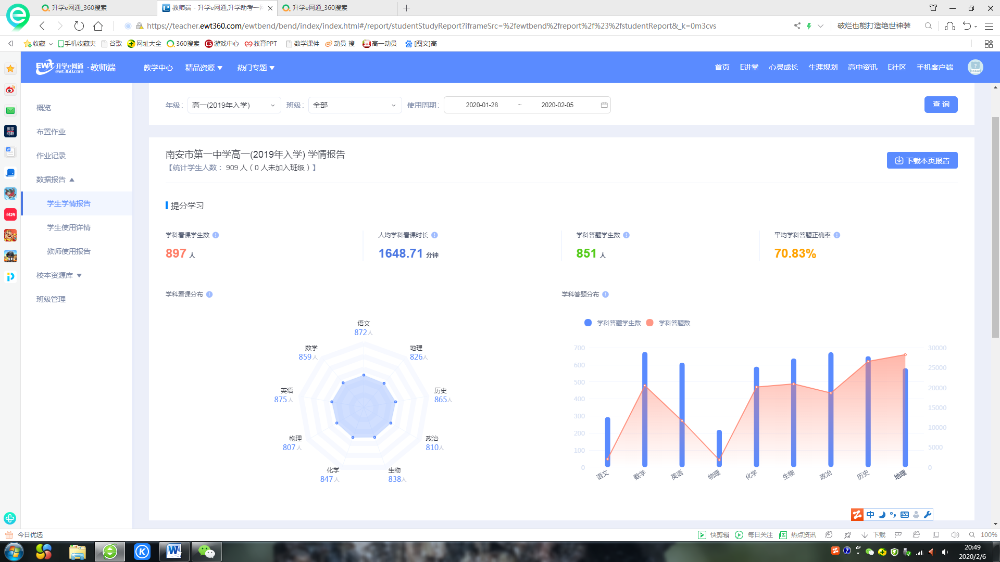 升学e网通_360搜索
教师端 - 升学e网通,升学助考一网
升学e网通_360搜索
https://teacher.ewt360.com/ewtbend/bend/index/index.html#/report/studentStudyReport?iframeSrc=%2fewtbend%2freport%2f%23%2fstudentReport&_k=0m3cvs
破烂也能打造绝世神装
收藏 手机收藏夹 谷歌 网址大全 360搜索 游戏中心 教育PPT 数学课件 动员 搜 高一动员 [图文]高
EWT 升学e网通 ewt360.com · 教师端
教学中心 精品资源 热门专题
首页 E讲堂 心灵成长 生涯规划 高中资讯 E社区 手机客户端
概览
布置作业
作业记录
数据报告
学生学情报告
学生使用详情
教师使用报告
校本资源库
班级管理
年级: 高一(2019年入学) 班级: 全部 使用周期: 2020-01-28 ~ 2020-02-05
查 询
南安市第一中学高一(2019年入学) 学情报告
【统计学生人数： 909 人（ 0 人未加入班级 ）】
下载本页报告
提分学习
学科看课学生数
897 人
人均学科看课时长
1648.71 分钟
学科答题学生数
851 人
平均学科答题正确率
70.83%
学科看课分布
语文
872人
数学
859人
地理
826人
英语
875人
历史
865人
物理
807人
政治
810人
化学
847人
生物
838人
学科答题分布
学科答题学生数 学科答题数
700 30000
600 25000
500 20000
400 15000
300 10000
200 5000
100 0
0
语文 数学 英语 物理 化学 生物 政治 历史 地理
中
今日优选
快剪辑 每日关注 热点资讯 下载 100%
20:49
2020/2/6